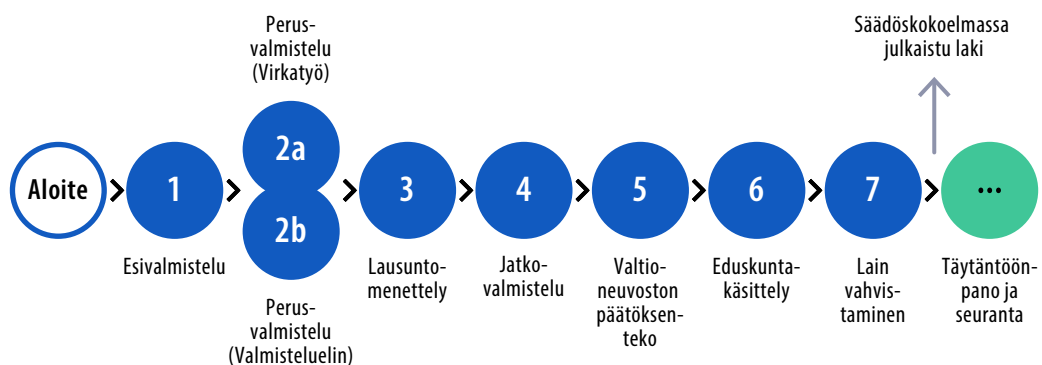 Aloite
1
Esivalmistelu
Perus-
valmistelu
(Virkatyö)
2a
2b
Perus-
valmistelu
(Valmisteluelin)
3
Lausunto-
menettely
4
Jatko-
valmistelu
5
Valtio-
neuvoston
päätöksen-
teko
6
Eduskunta-
käsittely
7
Lain
vahvis-
taminen
Säädöskokoelmassa
julkaistu laki
...
Täytäntöön-
pano ja
seuranta